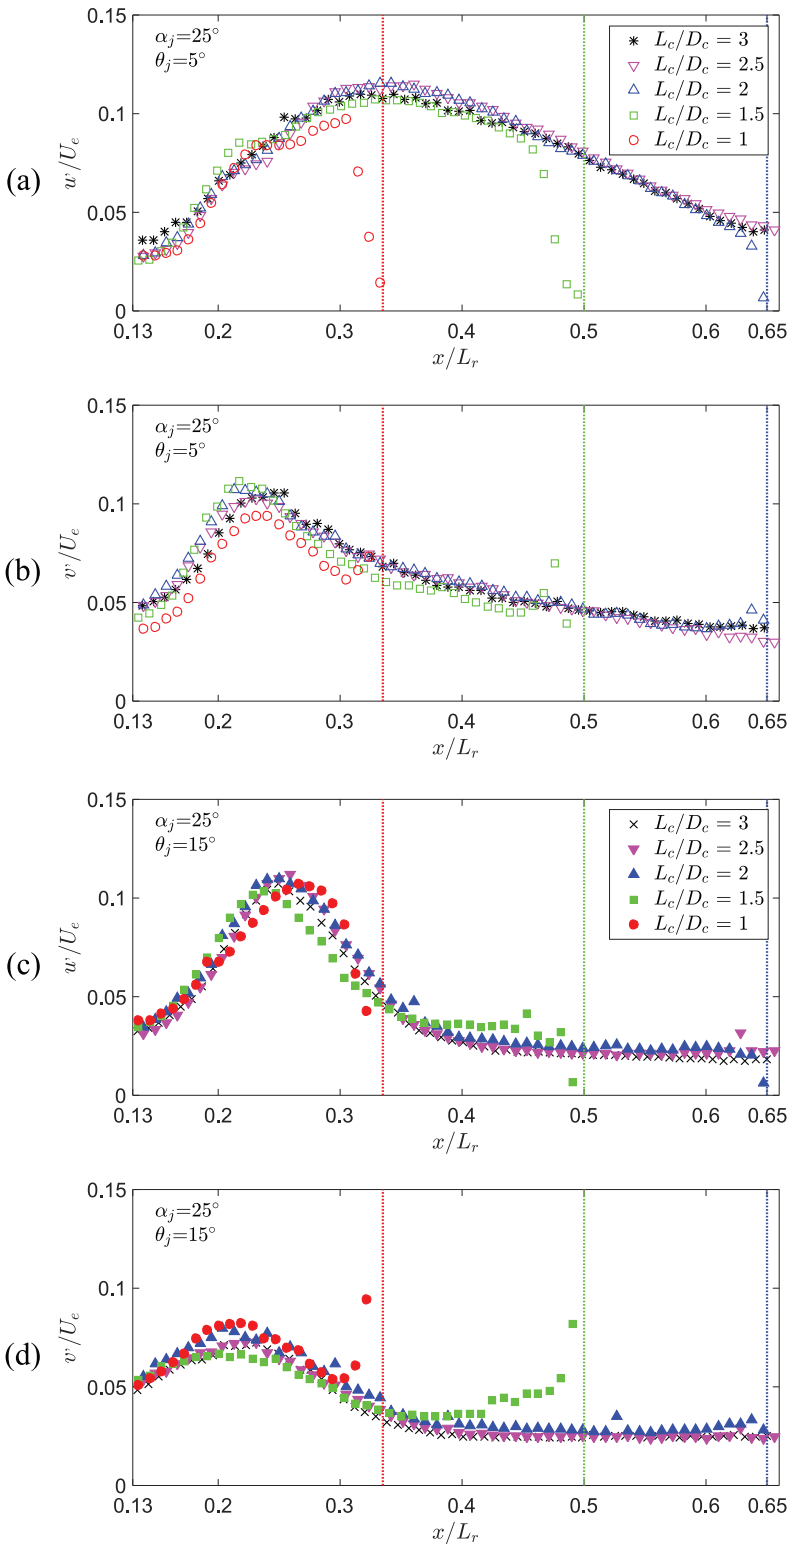 (a)
α_j=25°
θ_j=5°
L_c/D_c = 3
L_c/D_c = 2.5
L_c/D_c = 2
L_c/D_c = 1.5
L_c/D_c = 1
u'/U_e
0.15
0.1
0.05
0
0.13 0.2 0.3 0.4 0.5 0.6 0.65
x/L_r
(b)
α_j=25°
θ_j=5°
v'/U_e
0.15
0.1
0.05
0
0.13 0.2 0.3 0.4 0.5 0.6 0.65
x/L_r
(c)
α_j=25°
θ_j=15°
L_c/D_c = 3
L_c/D_c = 2.5
L_c/D_c = 2
L_c/D_c = 1.5
L_c/D_c = 1
u'/U_e
0.15
0.1
0.05
0
0.13 0.2 0.3 0.4 0.5 0.6 0.65
x/L_r
(d)
α_j=25°
θ_j=15°
v'/U_e
0.15
0.1
0.05
0
0.13 0.2 0.3 0.4 0.5 0.6 0.65
x/L_r